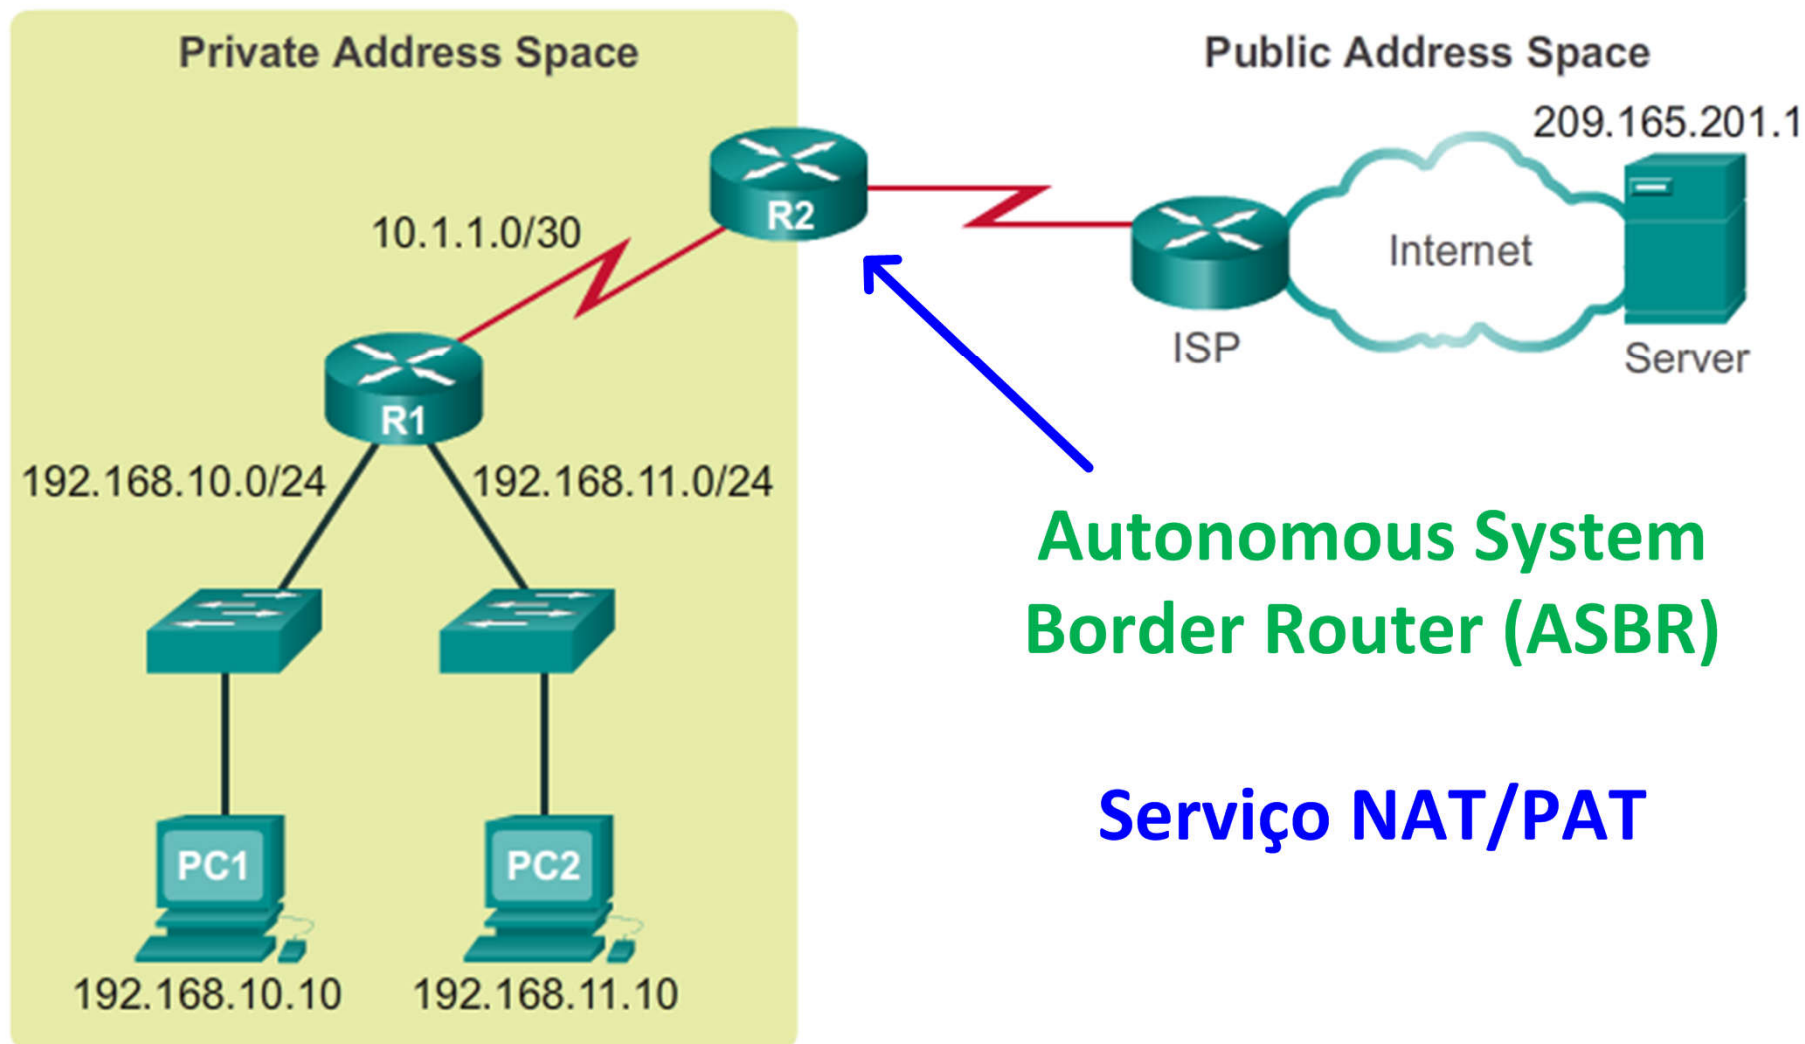 Private Address Space
Public Address Space
209.165.201.1
R2
10.1.1.0/30
Internet
ISP
Server
R1
192.168.10.0/24
192.168.11.0/24
Autonomous System
Border Router (ASBR)
Serviço NAT/PAT
PC1
PC2
192.168.10.10
192.168.11.10